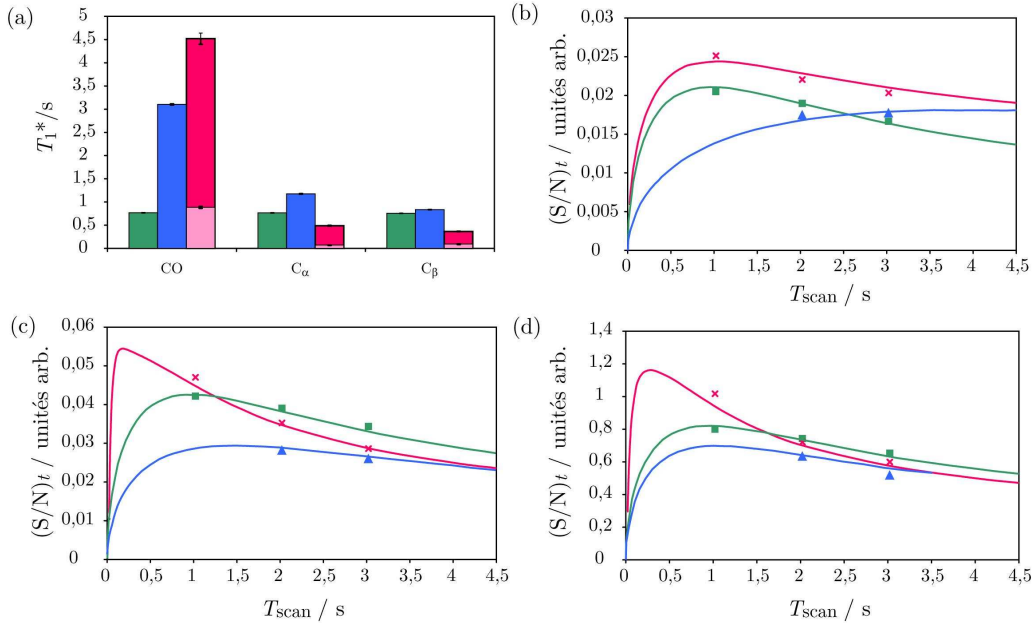 (a)
5
4,5
4
3,5
3
2,5
2
1,5
1
0,5
0
T₁*/s
CO
Cα
Cβ
(b)
0,03
0,025
0,02
0,015
0,01
0,005
0
(S/N)t / unités arb.
0 0,5 1 1,5 2 2,5 3 3,5 4 4,5
Tscan / s
(c)
0,06
0,05
0,04
0,03
0,02
0,01
0
(S/N)t / unités arb.
0 0,5 1 1,5 2 2,5 3 3,5 4 4,5
Tscan / s
(d)
1,4
1,2
1
0,8
0,6
0,4
0,2
0
(S/N)t / unités arb.
0 0,5 1 1,5 2 2,5 3 3,5 4 4,5
Tscan / s